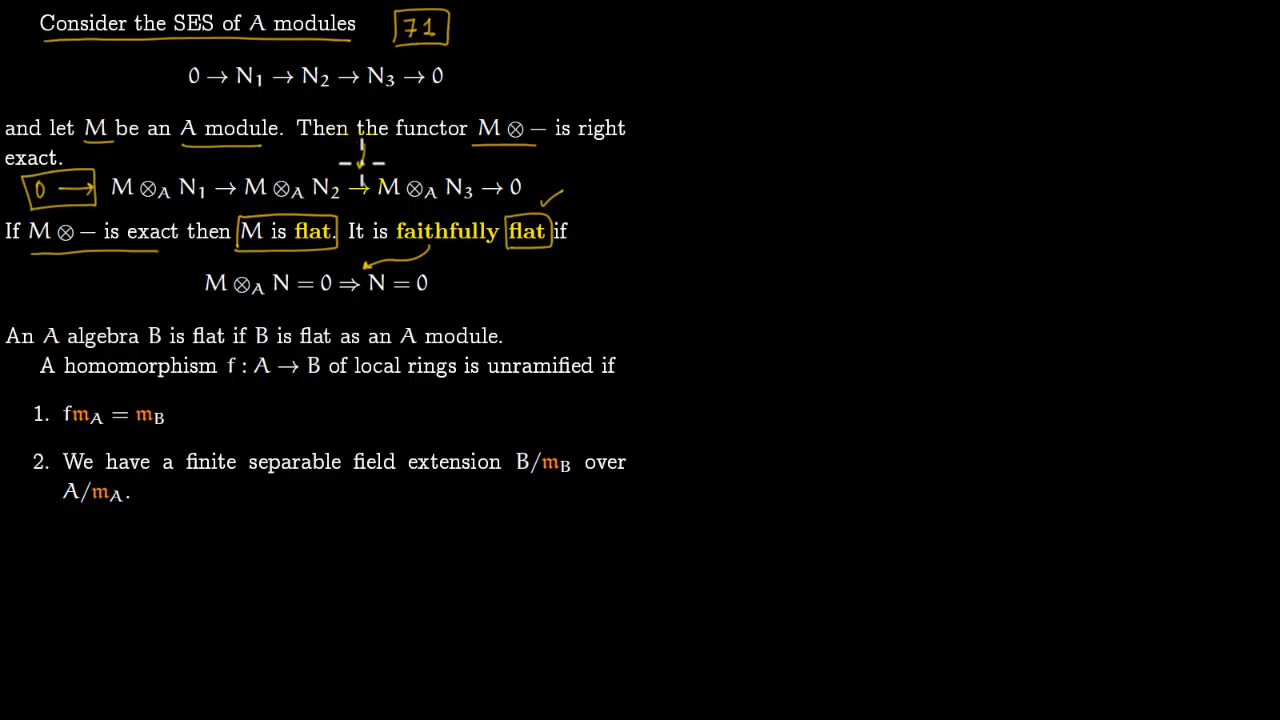 Consider the SES of A modules 71
0 → N₁ → N₂ → N₃ → 0
and let M be an A module. Then the functor M ⊗ − is right
exact.
0 → M ⊗_A N₁ → M ⊗_A N₂ → M ⊗_A N₃ → 0
If M ⊗ − is exact then M is flat. It is faithfully flat if
M ⊗_A N = 0 ⇒ N = 0
An A algebra B is flat if B is flat as an A module.
A homomorphism f : A → B of local rings is unramified if
1. f𝔪_A = 𝔪_B
2. We have a finite separable field extension B/𝔪_B over
A/𝔪_A.